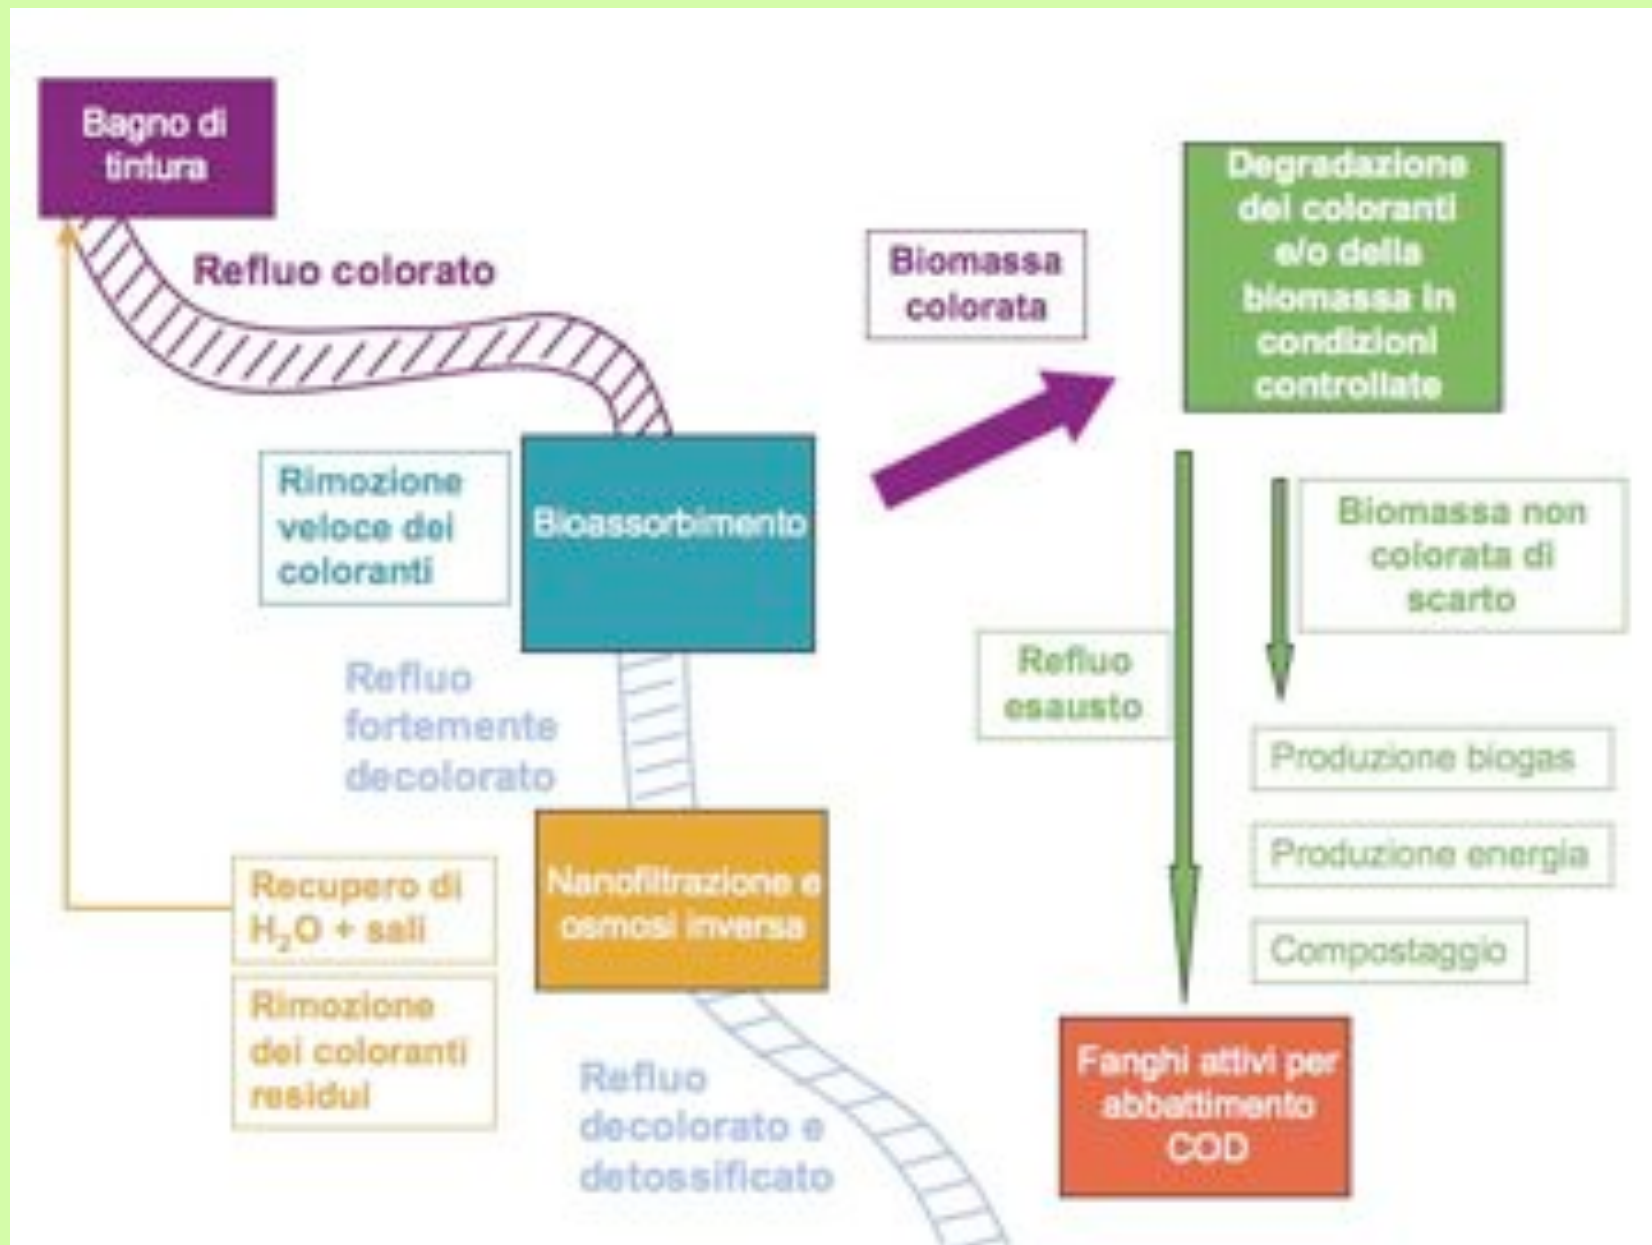 Bagno di
tintura
Refluo colorato
Biomassa
colorata
Degradazione
dei coloranti
e/o della
biomassa in
condizioni
controllate
Rimozione
veloce dei
coloranti
Bioassorbimento
Biomassa non
colorata di
scarto
Refluo
esausto
Refluo
fortemente
decolorato
Produzione biogas
Produzione energia
Compostaggio
Nanofiltrazione e
osmosi inversa
Recupero di
H₂O + sali
Rimozione
dei coloranti
residui
Refluo
decolorato e
detossificato
Fanghi attivi per
abbattimento
COD